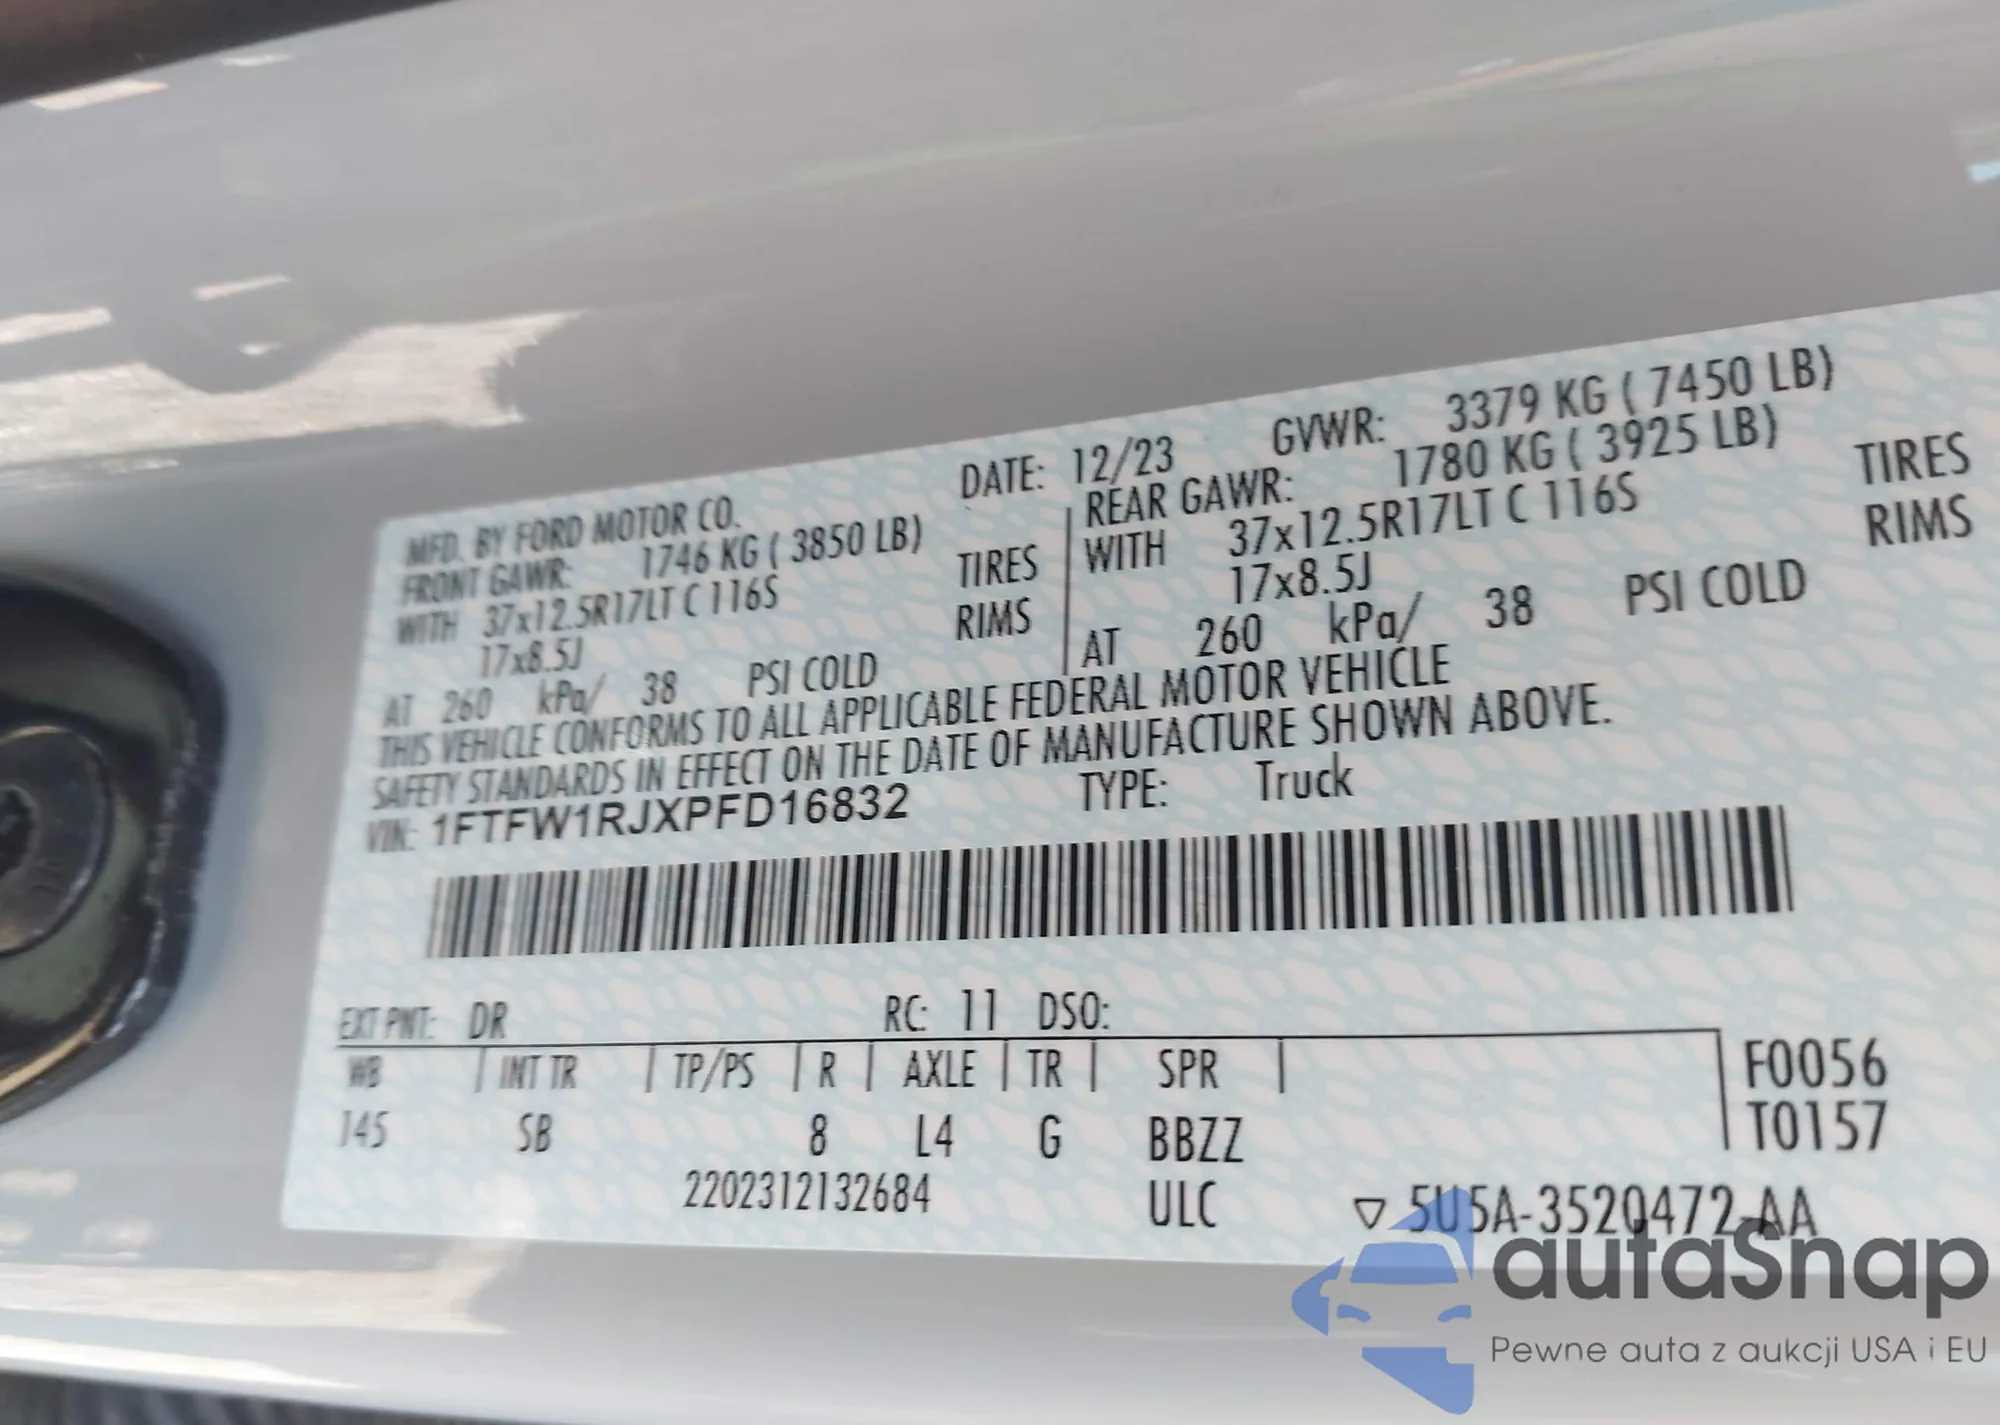 MFD. BY FORD MOTOR CO. DATE: 12/23 GVWR: 3379 KG ( 7450 LB)
FRONT GAWR: 1746 KG ( 3850 LB) REAR GAWR: 1780 KG ( 3925 LB)
WITH 37x12.5R17LT C 116S TIRES WITH 37x12.5R17LT C 116S TIRES
17x8.5J RIMS 17x8.5J RIMS
AT 260 kPa/ 38 PSI COLD AT 260 kPa/ 38 PSI COLD
THIS VEHICLE CONFORMS TO ALL APPLICABLE FEDERAL MOTOR VEHICLE
SAFETY STANDARDS IN EFFECT ON THE DATE OF MANUFACTURE SHOWN ABOVE.
VIN: 1FTFW1RJXPFD16832 TYPE: Truck
EXT PNT: DR RC: 11 DSO:
WB INT TR TP/PS R AXLE TR SPR F0056
145 SB 8 L4 G BBZZ T0157
2202312132684 ULC ▽ 5U5A-3520472-AA
autaSnap
Pewne auta z aukcji USA i EU